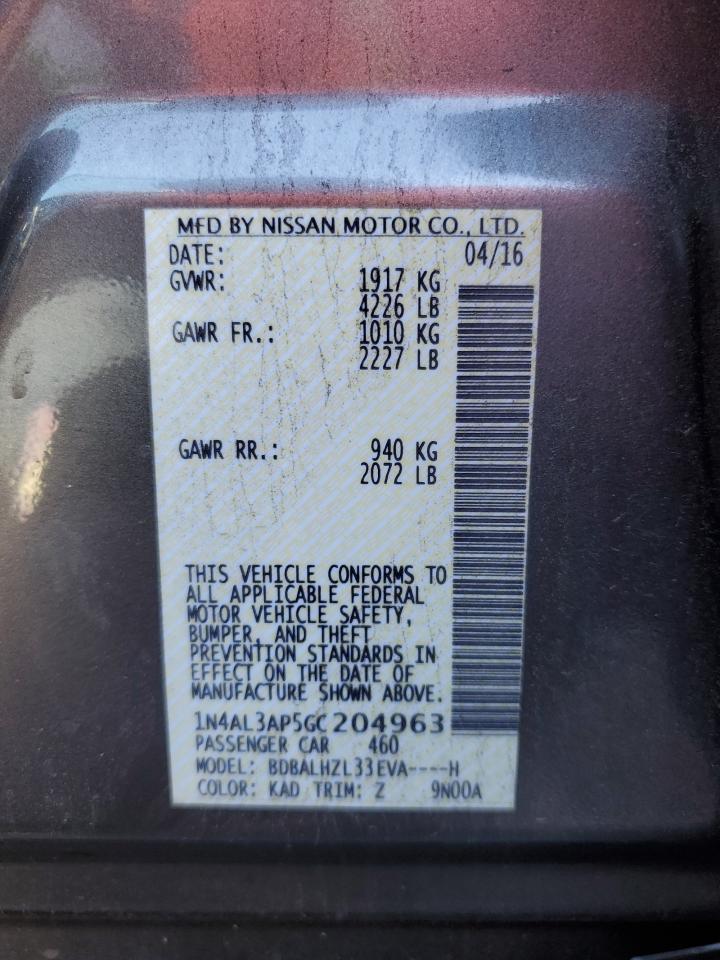 MFD BY NISSAN MOTOR CO., LTD.
DATE: 04/16
GVWR: 1917 KG
4226 LB
GAWR FR.: 1010 KG
2227 LB
GAWR RR.: 940 KG
2072 LB
THIS VEHICLE CONFORMS TO
ALL APPLICABLE FEDERAL
MOTOR VEHICLE SAFETY,
BUMPER, AND THEFT
PREVENTION STANDARDS IN
EFFECT ON THE DATE OF
MANUFACTURE SHOWN ABOVE.
1N4AL3AP5GC204963
PASSENGER CAR 460
MODEL: BDBALHZL33EVA----H
COLOR: KAD TRIM: Z 9N00A